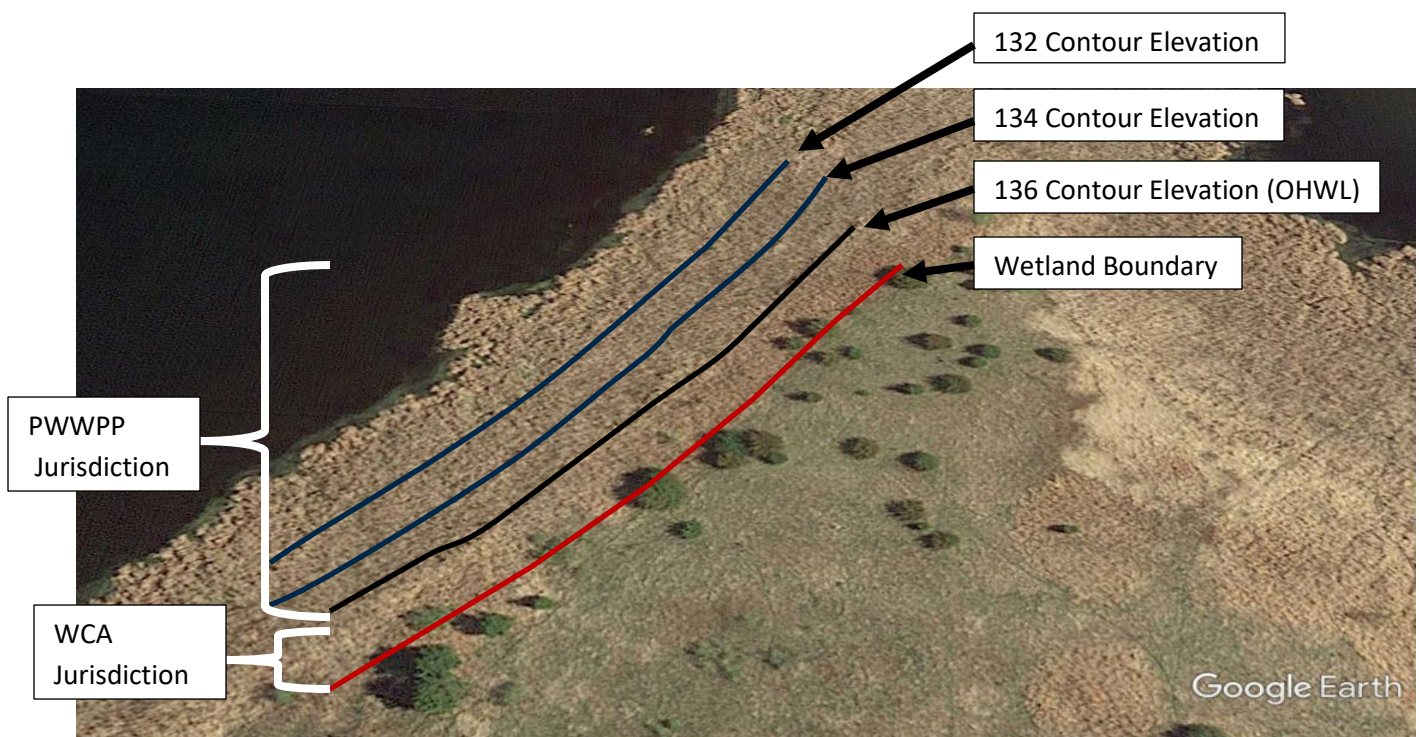 132 Contour Elevation
134 Contour Elevation
136 Contour Elevation (OHWL)
Wetland Boundary
PWWPP
Jurisdiction
WCA
Jurisdiction
Google Earth